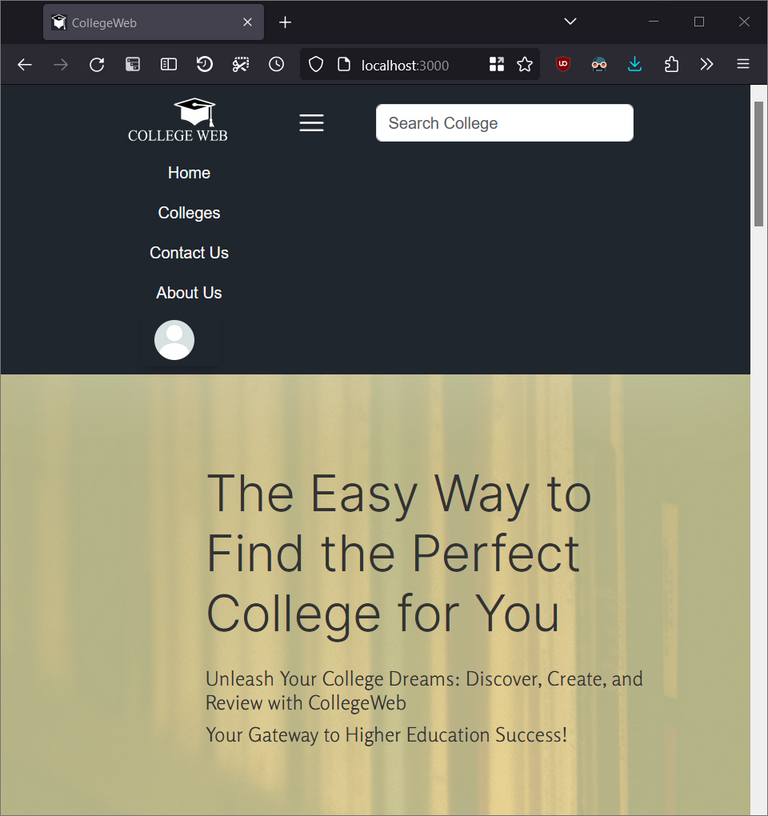 CollegeWeb
localhost:3000
UD
COLLEGE WEB
Search College
Home
Colleges
Contact Us
About Us
The Easy Way to
Find the Perfect
College for You
Unleash Your College Dreams: Discover, Create, and
Review with CollegeWeb
Your Gateway to Higher Education Success!